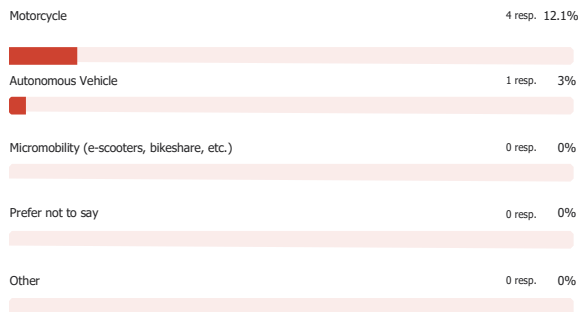 Motorcycle 4 resp. 12.1%
Autonomous Vehicle 1 resp. 3%
Micromobility (e-scooters, bikeshare, etc.) 0 resp. 0%
Prefer not to say 0 resp. 0%
Other 0 resp. 0%